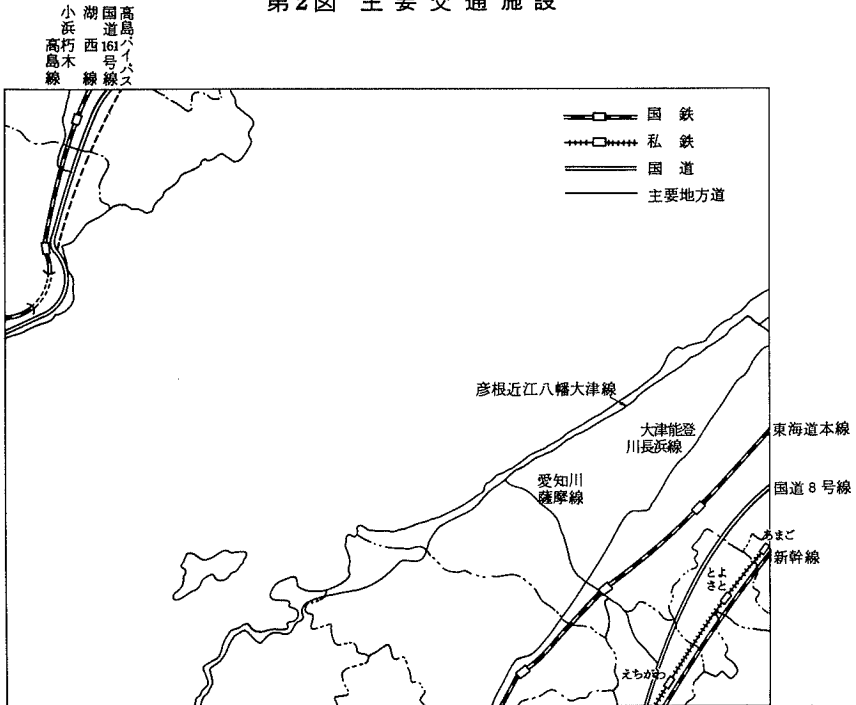 第2図 主要交通施設
高島バイパス
国道161号線
湖西線
小浜朽木
高島線
国鉄
私鉄
国道
主要地方道
彦根近江八幡大津線
大津能登
川長浜線
東海道本線
愛知川
薩摩線
国道8号線
あまご
新幹線
とよ
さと
えちがわ